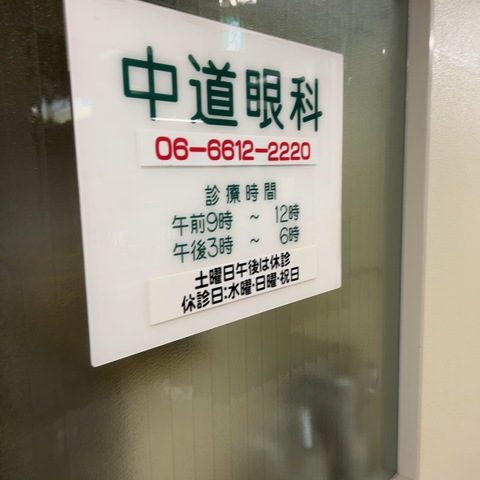 中道眼科
06-6612-2220
診療時間
午前9時 ～ 12時
午後3時 ～ 6時
土曜日午後は休診
休診日:水曜・日曜・祝日